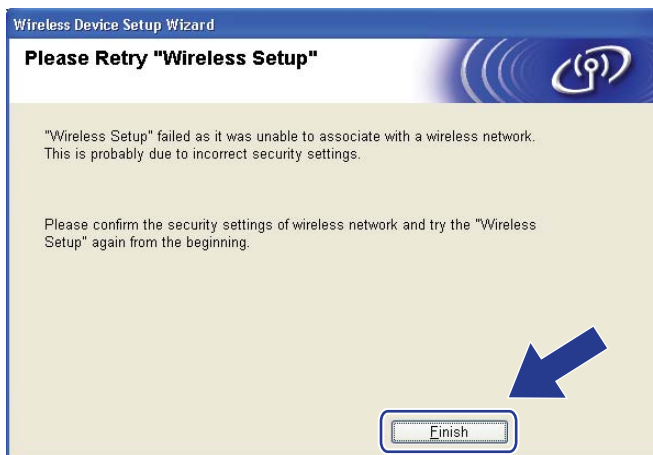 Wireless Device Setup Wizard
Please Retry "Wireless Setup"
"Wireless Setup" failed as it was unable to associate with a wireless network.
This is probably due to incorrect security settings.
Please confirm the security settings of wireless network and try the "Wireless
Setup" again from the beginning.
Finish